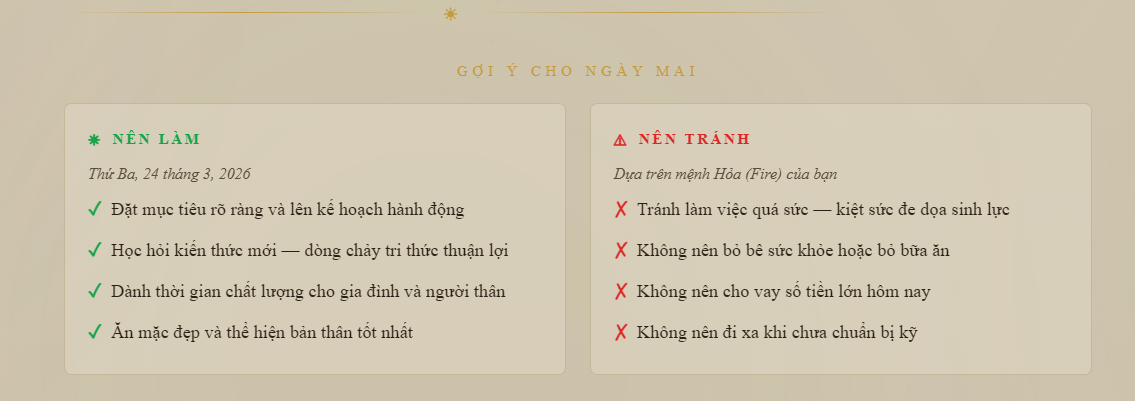 GỢI Ý CHO NGÀY MAI
NÊN LÀM
Thứ Ba, 24 tháng 3, 2026
✓ Đặt mục tiêu rõ ràng và lên kế hoạch hành động
✓ Học hỏi kiến thức mới — dòng chảy tri thức thuận lợi
✓ Dành thời gian chất lượng cho gia đình và người thân
✓ Ăn mặc đẹp và thể hiện bản thân tốt nhất
⚠ NÊN TRÁNH
Dựa trên mệnh Hỏa (Fire) của bạn
✗ Tránh làm việc quá sức — kiệt sức đe dọa sinh lực
✗ Không nên bỏ bê sức khỏe hoặc bỏ bữa ăn
✗ Không nên cho vay số tiền lớn hôm nay
✗ Không nên đi xa khi chưa chuẩn bị kỹ